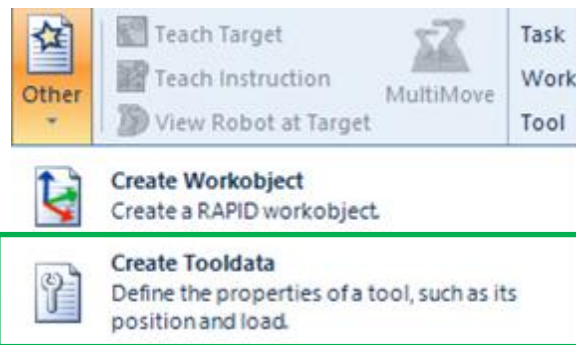 Teach Target
Task
Teach Instruction
Work
Other
MultiMove
View Robot at Target
Tool
Create Workobject
Create a RAPID workobject.
Create Tooldata
Define the properties of a tool, such as its
position and load.